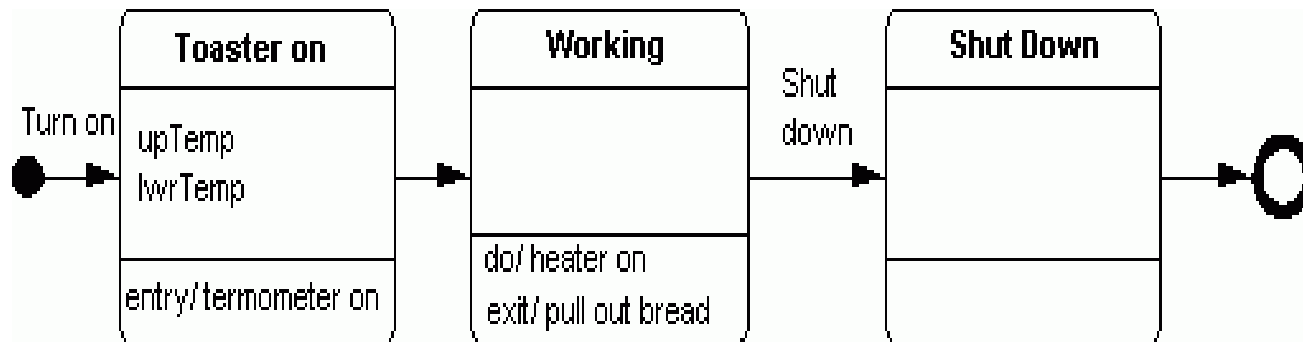 Turn on
Toaster on
upTemp
lwrTemp
entry/ termometer on
Working
do/ heater on
exit/ pull out bread
Shut
down
Shut Down